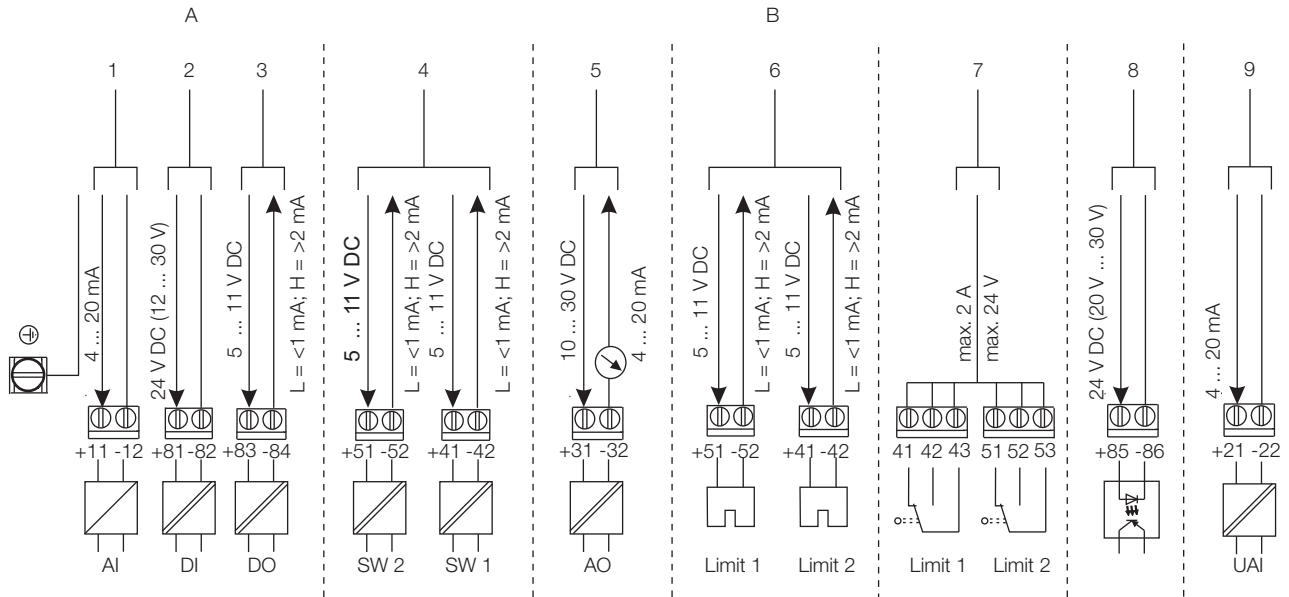 A B
1 2 3 4 5 6 7 8 9
4 ... 20 mA
24 V DC (12 ... 30 V)
5 ... 11 V DC
L = <1 mA; H = >2 mA
5 ... 11 V DC
L = <1 mA; H = >2 mA
5 ... 11 V DC
L = <1 mA; H = >2 mA
10 ... 30 V DC
4 ... 20 mA
5 ... 11 V DC
L = <1 mA; H = >2 mA
5 ... 11 V DC
L = <1 mA; H = >2 mA
max. 2 A
max. 24 V
24 V DC (20 V ... 30 V)
4 ... 20 mA
+11 -12 +81 -82 +83 -84 +51 -52 +41 -42 +31 -32 +51 -52 +41 -42 41 42 43 51 52 53 +85 -86 +21 -22
AI DI DO SW 2 SW 1 AO Limit 1 Limit 2 Limit 1 Limit 2 UAI